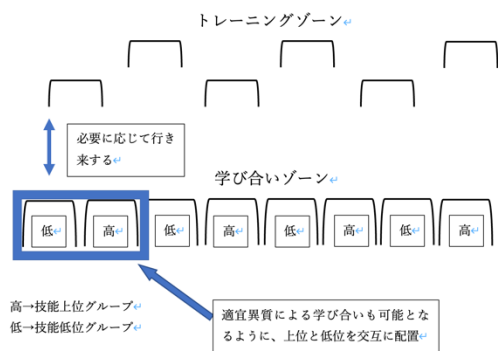 トレーニングゾーン
必要に応じて行き
来する
学び合いゾーン
低 高 低 高 低 高 低 高
高→技能上位グループ
低→技能低位グループ
適宜異質による学び合いも可能とな
るように、上位と低位を交互に配置